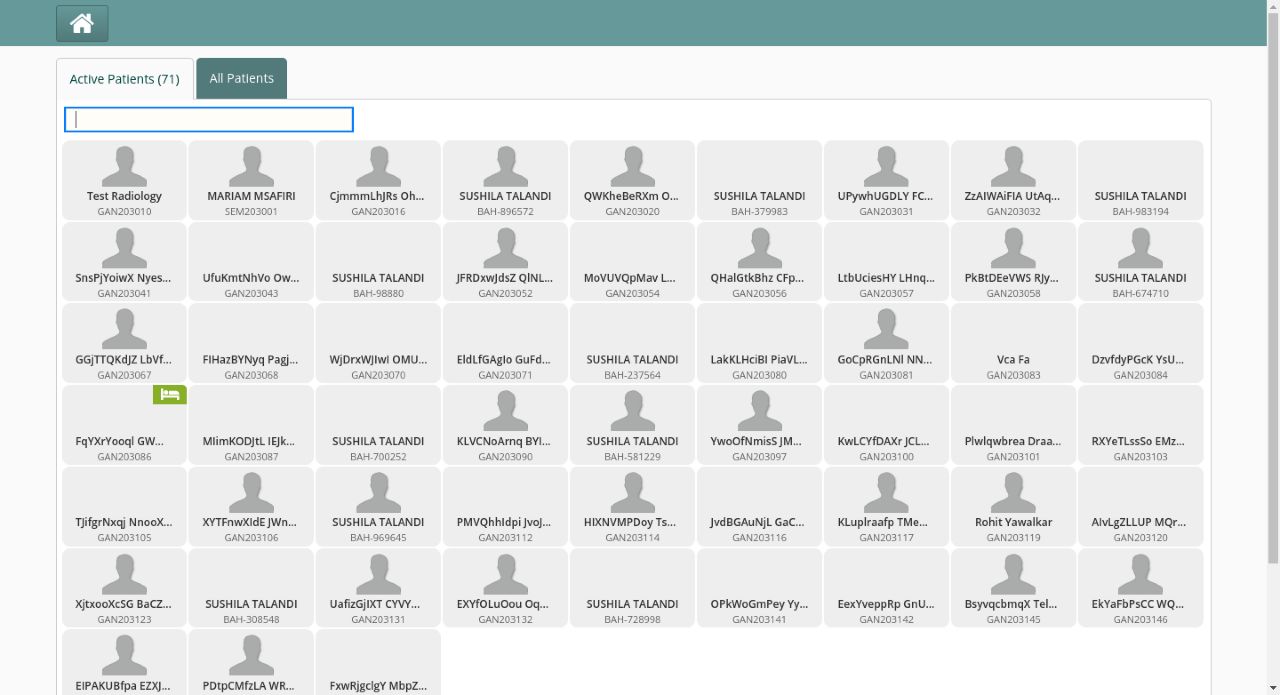 Active Patients (71)
All Patients
Test Radiology
GAN203010
MARIAM MSAFIRI
SEM203001
CjmmmLhJRs Oh...
GAN203016
SUSHILA TALANDI
BAH-896572
QWKheBeRXm O...
GAN203020
SUSHILA TALANDI
BAH-379983
UPywhUGDLY FC...
GAN203031
ZzAIWAiFIA UtAq...
GAN203032
SUSHILA TALANDI
BAH-983194
SnsPjYoiwX Nyes...
GAN203041
UfuKmtNhVo Ow...
GAN203043
SUSHILA TALANDI
BAH-98880
JFRDxwJdsZ QlNL...
GAN203052
MoVUVQpMav L...
GAN203054
QHalGtkBhz CFp...
GAN203056
LtbUciesHY LHnq...
GAN203057
PkBtDEeVWS RJy...
GAN203058
SUSHILA TALANDI
BAH-674710
GGjTTQKdJZ LbVf...
GAN203067
FIHazBYNyq Pagj...
GAN203068
WjDrxWJIwI OMU...
GAN203070
EldLfGAgIo GuFd...
GAN203071
SUSHILA TALANDI
BAH-237564
LakKLHciBI PiaVL...
GAN203080
GoCpRGnLNl NN...
GAN203081
Vca Fa
GAN203083
DzvfdyPGcK YsU...
GAN203084
FqYXrYooql GW...
GAN203086
MIimKODJtL IEJk...
GAN203087
SUSHILA TALANDI
BAH-700252
KLVCNoArnq BYI...
GAN203090
SUSHILA TALANDI
BAH-581229
YwoOfNmisS JM...
GAN203097
KwLCYfDAXr JCL...
GAN203100
Plwlqwbrea Draa...
GAN203101
RXYeTLssSo EMz...
GAN203103
TJifgrNxqj NnooX...
GAN203105
XYTFnwXIdE JWn...
GAN203106
SUSHILA TALANDI
BAH-969645
PMVQhhIdpi JvoJ...
GAN203112
HIXNVMPDoy Ts...
GAN203114
JvdBGAuNjL GaC...
GAN203116
KLuplraafp TMe...
GAN203117
Rohit Yawalkar
GAN203119
AIvLgZLLUP MQr...
GAN203120
XjtxooXcSG BaCZ...
GAN203123
SUSHILA TALANDI
BAH-308548
UafizGjIXT CYVY...
GAN203131
EXYfOLuOou Oq...
GAN203132
SUSHILA TALANDI
BAH-728998
OPkWoGmPey Yy...
GAN203141
EexYveppRp GnU...
GAN203142
BsyvqcbmqX Tel...
GAN203145
EkYaFbPsCC WQ...
GAN203146
EIPAKUBfpa EZXJ...
PDtpCMfzLA WR...
FxwRjgclgY MbpZ...